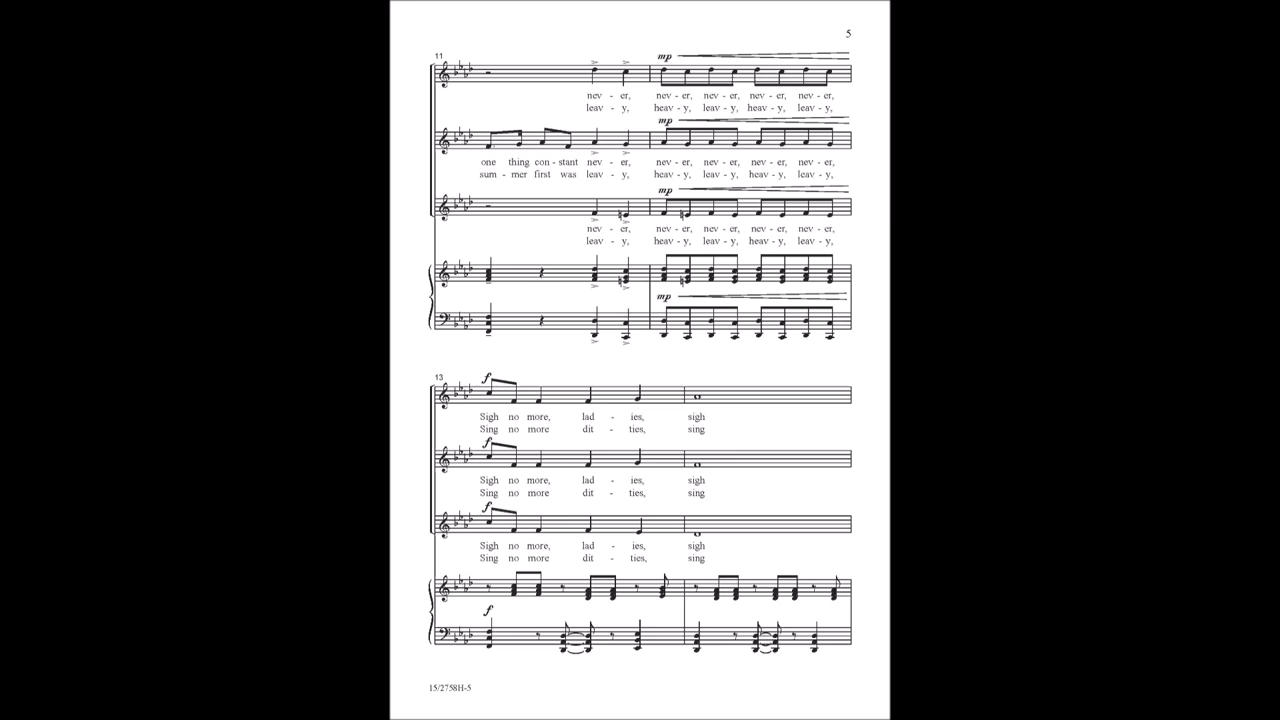 5
11
mp
nev - er, nev - er, nev - er, nev - er, nev - er,
leav - y, heav - y, leav - y, heav - y, leav - y,
mp
one thing con - stant nev - er, nev - er, nev - er, nev - er, nev - er,
sum - mer first was leav - y, heav - y, leav - y, heav - y, leav - y,
mp
nev - er, nev - er, nev - er, nev - er, nev - er,
leav - y, heav - y, leav - y, heav - y, leav - y,
mp
13
f
Sigh no more, lad - ies, sigh
Sing no more dit - ties, sing
f
Sigh no more, lad - ies, sigh
Sing no more dit - ties, sing
f
Sigh no more, lad - ies, sigh
Sing no more dit - ties, sing
f
15/2758H-5